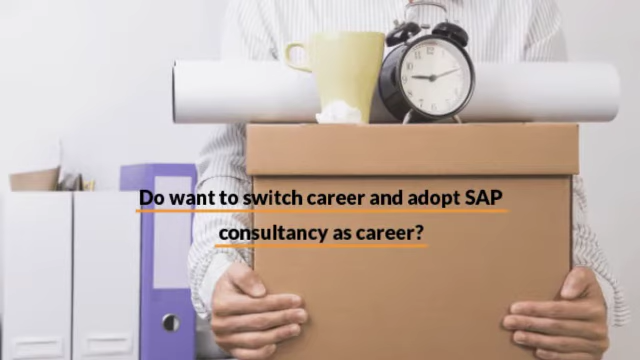 Do want to switch career and adopt SAP
consultancy as career?